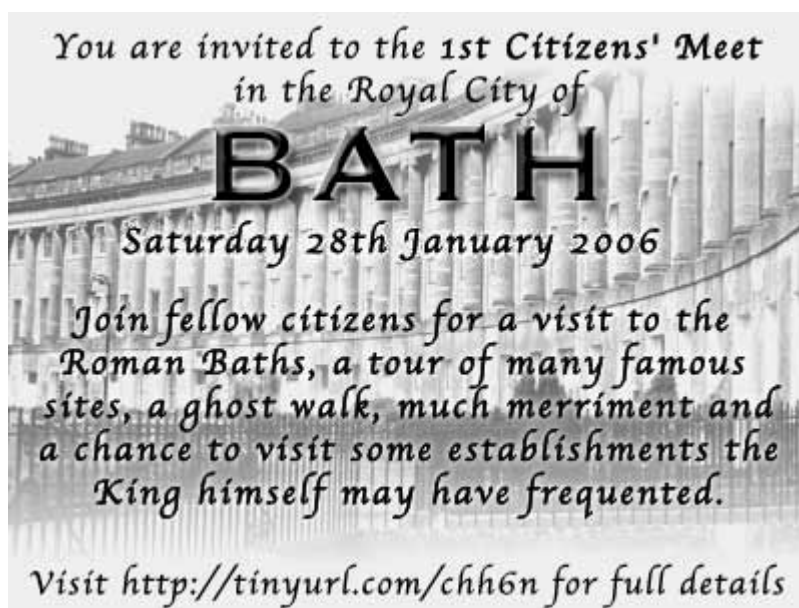 You are invited to the 1st Citizens' Meet
in the Royal City of
BATH
Saturday 28th January 2006
Join fellow citizens for a visit to the
Roman Baths, a tour of many famous
sites, a ghost walk, much merriment and
a chance to visit some establishments the
King himself may have frequented.
Visit http://tinyurl.com/chh6n for full details